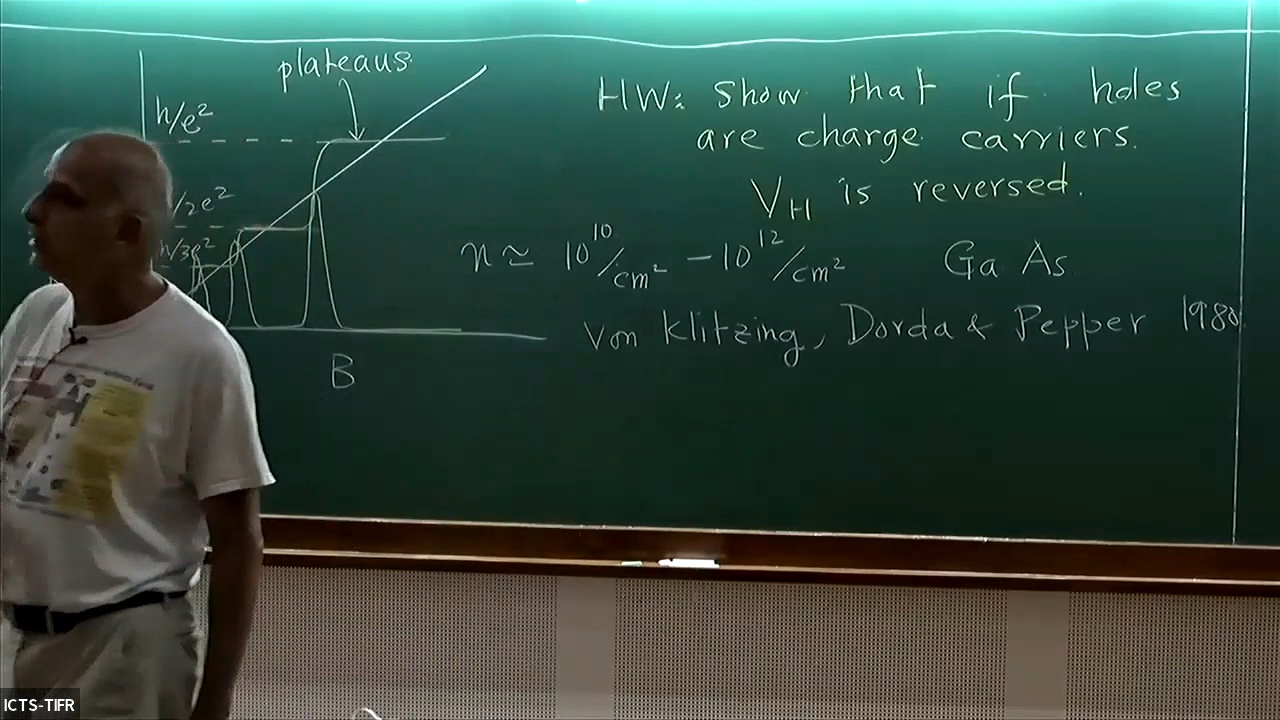 plateaus
h/e²
/2e²
h/3e²
B
HW: Show that if holes
are charge carriers.
V_H is reversed.
n ≃ 10¹⁰/cm² – 10¹²/cm² Ga As
Von Klitzing, Dorda & Pepper 1980
ICTS-TIFR